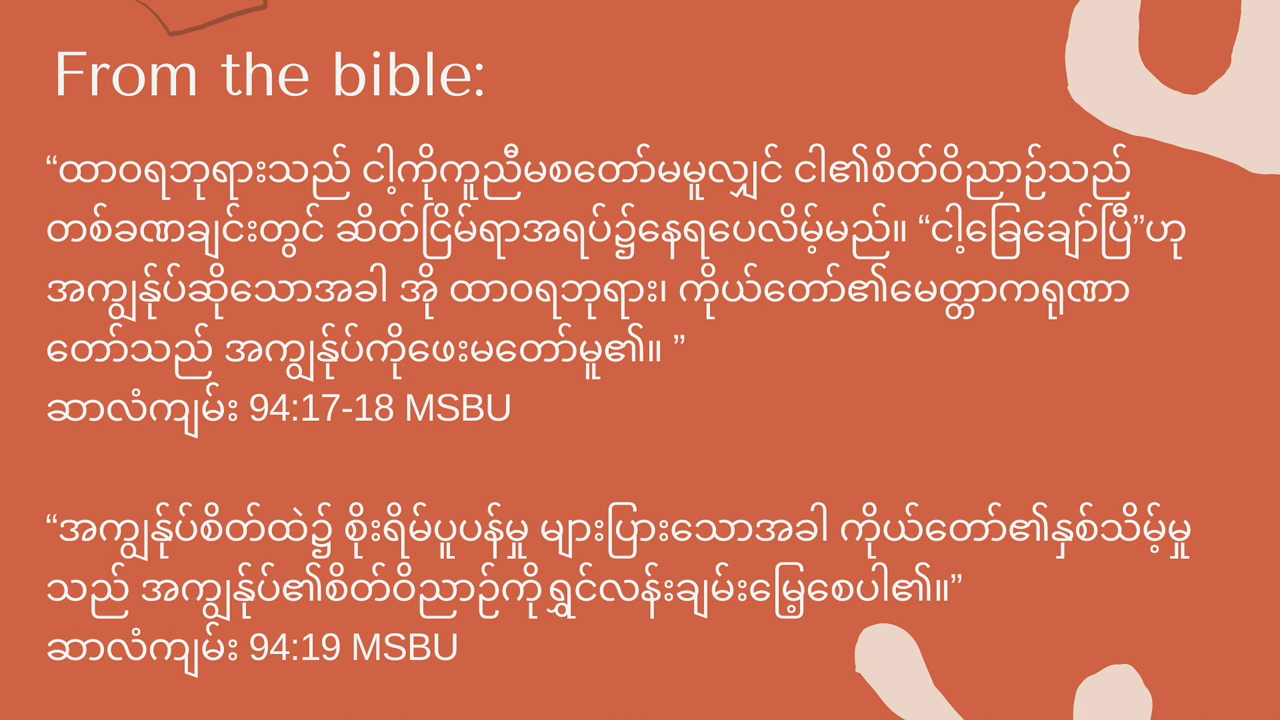 From the bible:
“ထာဝရဘုရားသည် ငါ့ကိုကူညီမစတော်မမူလျှင် ငါ၏စိတ်ဝိညာဉ်သည်
တစ်ခဏချင်းတွင် ဆိတ်ငြိမ်ရာအရပ်၌နေရပေလိမ့်မည်။ “ငါ့ခြေချော်ပြီ”ဟု
အကျွန်ုပ်ဆိုသောအခါ အို ထာဝရဘုရား၊ ကိုယ်တော်၏မေတ္တာကရုဏာ
တော်သည် အကျွန်ုပ်ကိုဖေးမတော်မူ၏။ ”
ဆာလံကျမ်း 94:17-18 MSBU
“အကျွန်ုပ်စိတ်ထဲ၌ စိုးရိမ်ပူပန်မှု များပြားသောအခါ ကိုယ်တော်၏နှစ်သိမ့်မှု
သည် အကျွန်ုပ်၏စိတ်ဝိညာဉ်ကို ရွှင်လန်းချမ်းမြေ့စေပါ၏။”
ဆာလံကျမ်း 94:19 MSBU